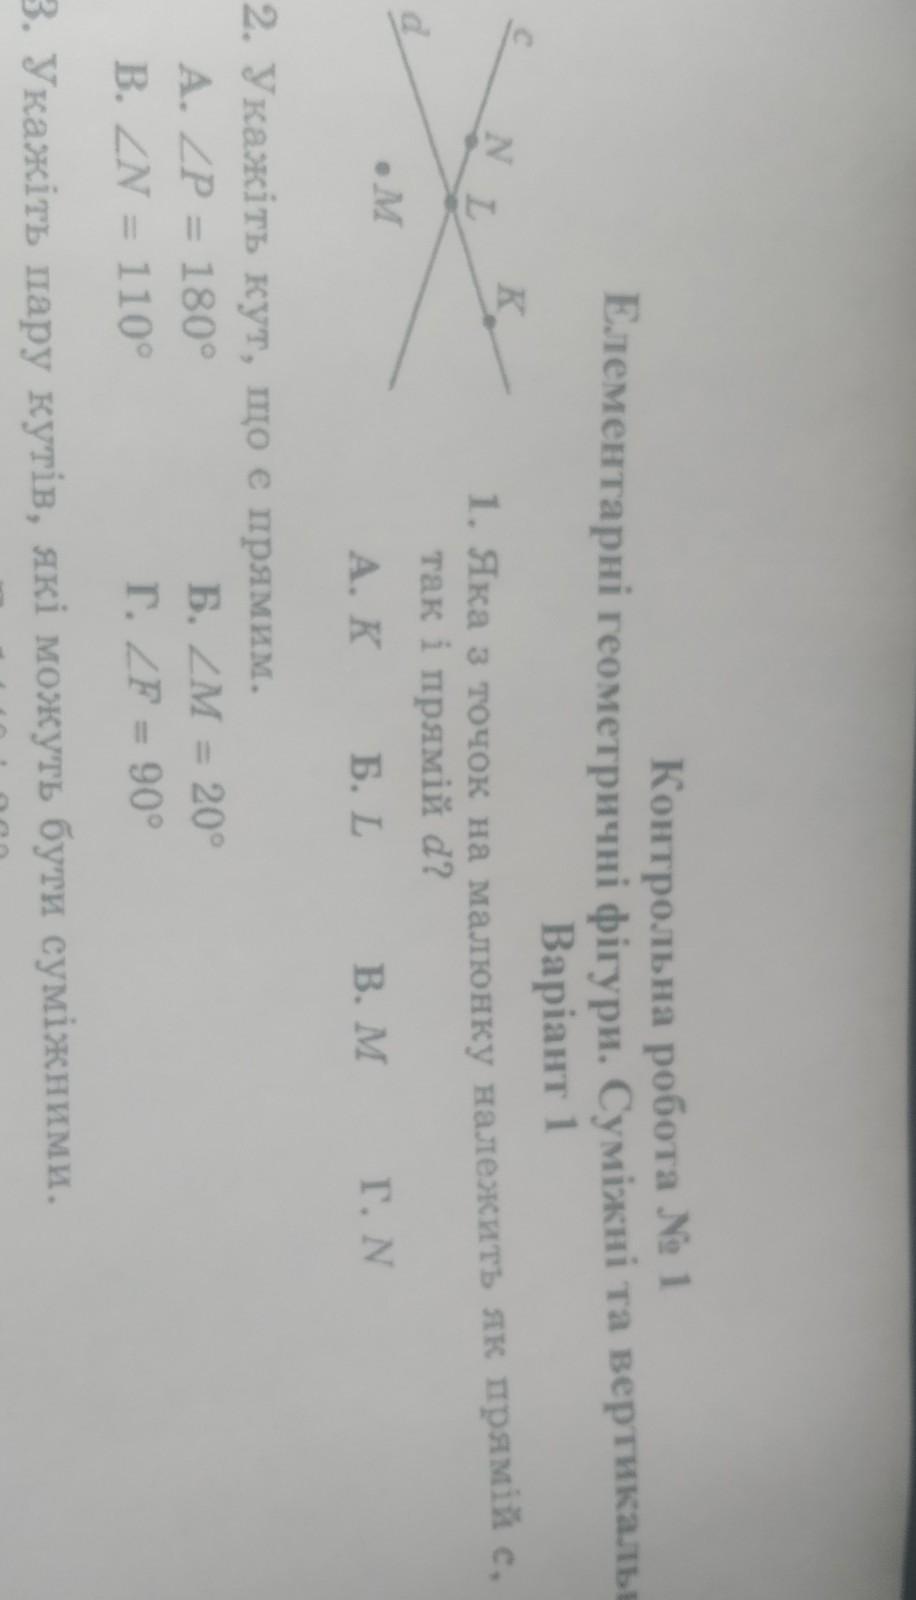 Контрольна робота № 1
Елементарні геометричні фігури. Суміжні та
Варіант 1
1. Яка з точок на малюнку належить як прямій c,
так і прямій d?
А. K Б. L В. M Г. N
c
N
L
K
d
M
2. Укажіть кут, що є прямим.
А. ∠P = 180° Б. ∠M = 20°
В. ∠N = 110° Г. ∠F = 90°
3. Укажіть пару кутів, які можуть бути суміжними.